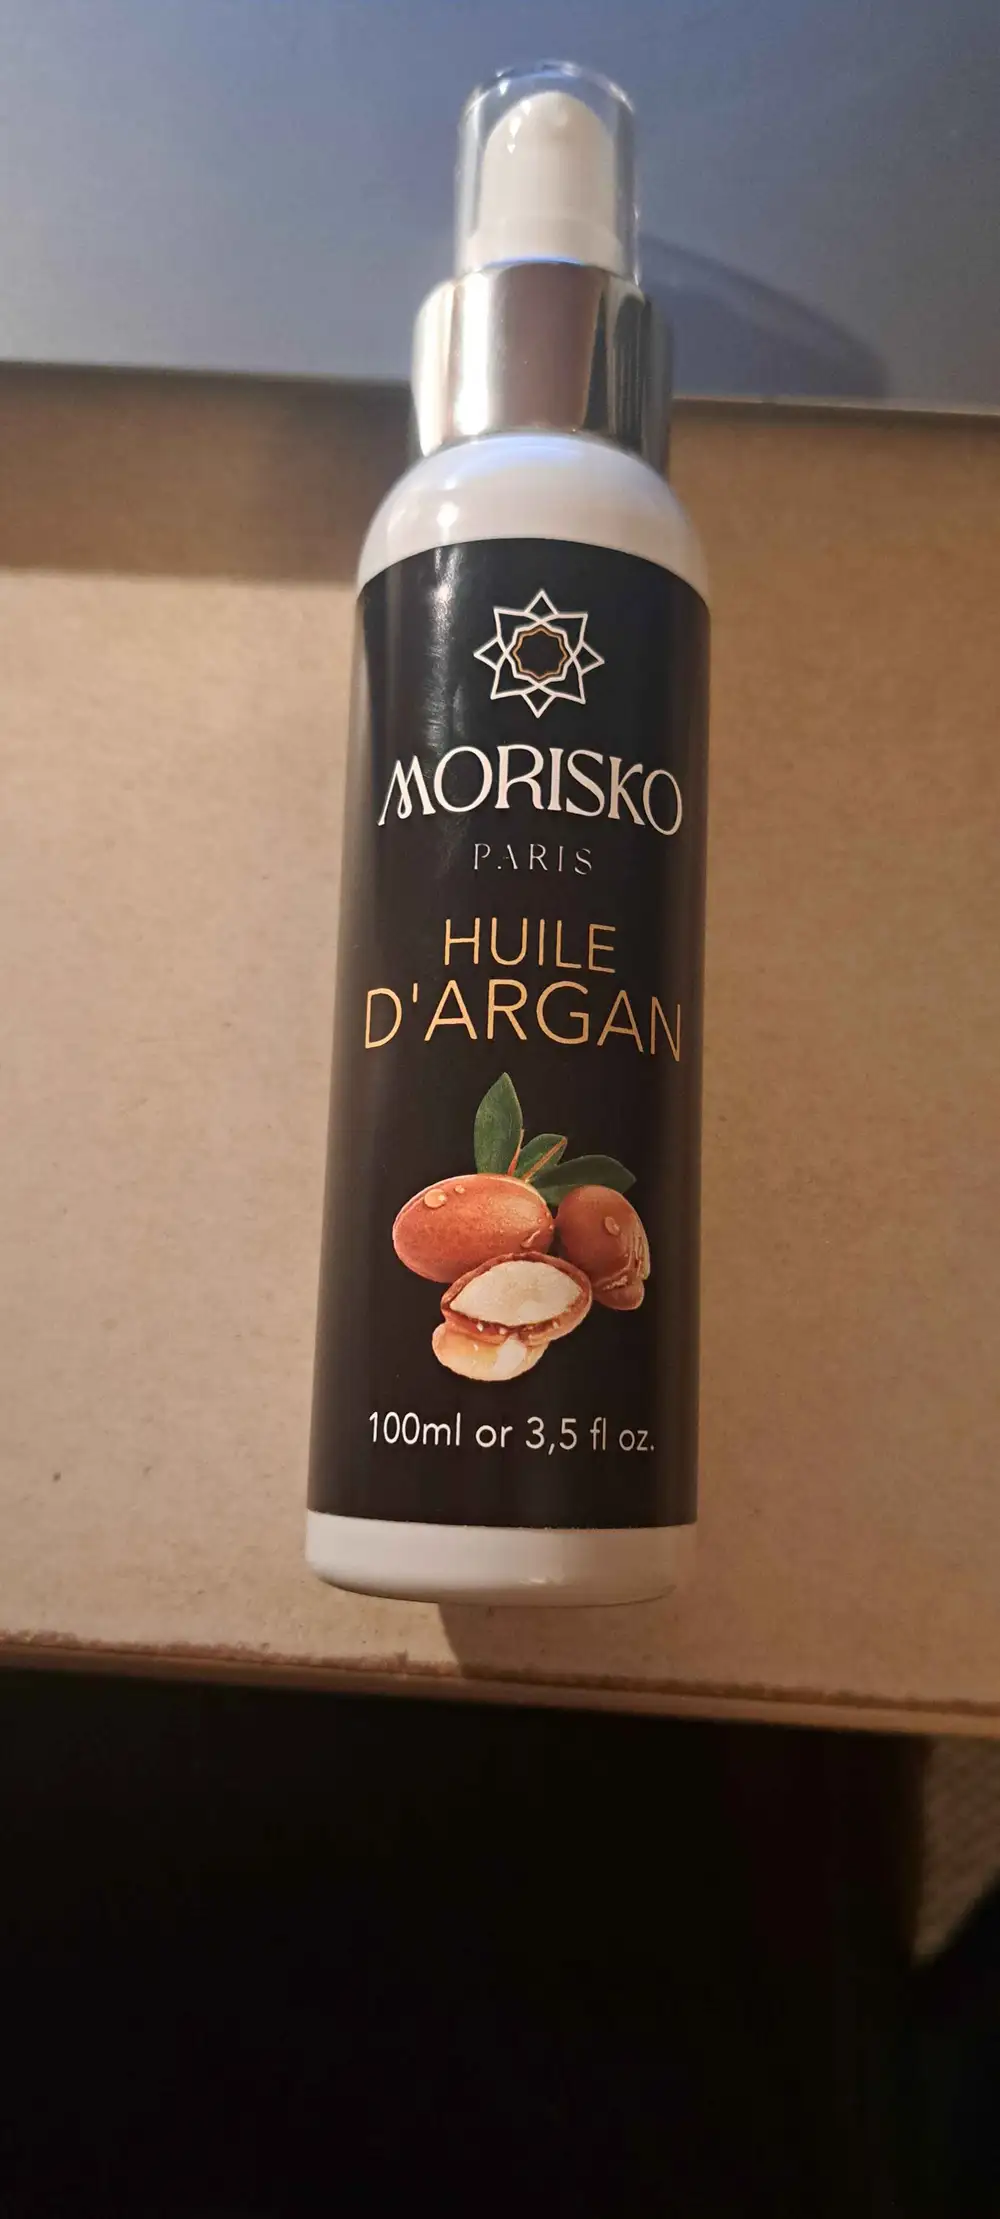 MORISKO
PARIS
HUILE
D'ARGAN
100ml or 3,5 fl oz.